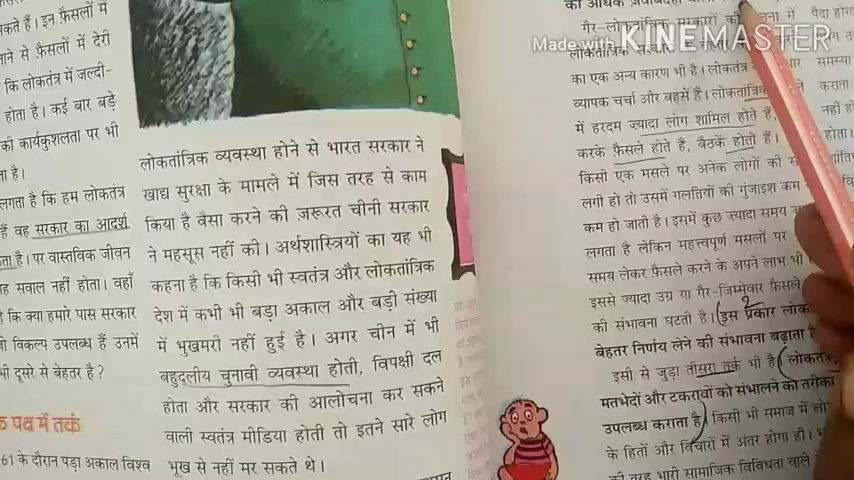 कते हैं। इन फ़ैसलों में
ाने से फ़ैसलों में देरी
कि लोकतंत्र में जल्दी-
होता है। कई बार बड़े
की कार्यकुशलता पर भी
ता है।
लगता है कि हम लोकतंत्र
हैं वह सरकार का आदर्श
ता है। पर वास्तविक जीवन
ह सवाल नहीं होता। वहाँ
है कि क्या हमारे पास सरकार
विकल्प उपलब्ध हैं उनमें
भी दूसरे से बेहतर है?
के पक्ष में तर्क
61 के दौरान पड़ा अकाल विश्व
लोकतांत्रिक व्यवस्था होने से भारत सरकार ने
खाद्य सुरक्षा के मामले में जिस तरह से काम
किया है वैसा करने की ज़रूरत चीनी सरकार
ने महसूस नहीं की। अर्थशास्त्रियों का यह भी
कहना है कि किसी भी स्वतंत्र और लोकतांत्रिक
देश में कभी भी बड़ा अकाल और बड़ी संख्या
में भुखमरी नहीं हुई है। अगर चीन में भी
बहुदलीय चुनावी व्यवस्था होती, विपक्षी दल
होता और सरकार की आलोचना कर सकने
वाली स्वतंत्र मीडिया होती तो इतने सारे लोग
भूख से नहीं मर सकते थे।
Made with KINEMASTER
गैर-लोकतांत्रिक सरकारों की में
लोकतांत्रिक
का एक अन्य कारण भी है। लोकतंत्र
व्यापक चर्चा और बहसें हैं।
में हरदम ज्यादा लोग शामिल होते हैं,
करके फ़ैसले होते हैं, बैठकें होती हैं।
किसी एक मसले पर अनेक लोगों की
लगी हो तो उसमें गलतियों की गुंजाइश कम
कम हो जाती है। इसमें कुछ ज्यादा समय
लगता है लेकिन महत्वपूर्ण मसलों पर
समय लेकर फ़ैसले करने के अपने लाभ भी
इससे ज्यादा उग्र या गैर-जिम्मेवार फ़ैसले
2
की संभावना घटती है। (इस प्रकार लोक
बेहतर निर्णय लेने की संभावना बढ़ाता है
इसी से जुड़ा तीसरा तर्क भी है। (लोकतंत्र
मतभेदों और टकरावों को संभालने का तरीका
उपलब्ध कराता है।) किसी भी समाज में लो
के हितों और विचारों में अंतर होगा ही।
की तरह भारी सामाजिक विविधता वाले
पैदा होग
समस्या
कराता
नहीं हो
होता।